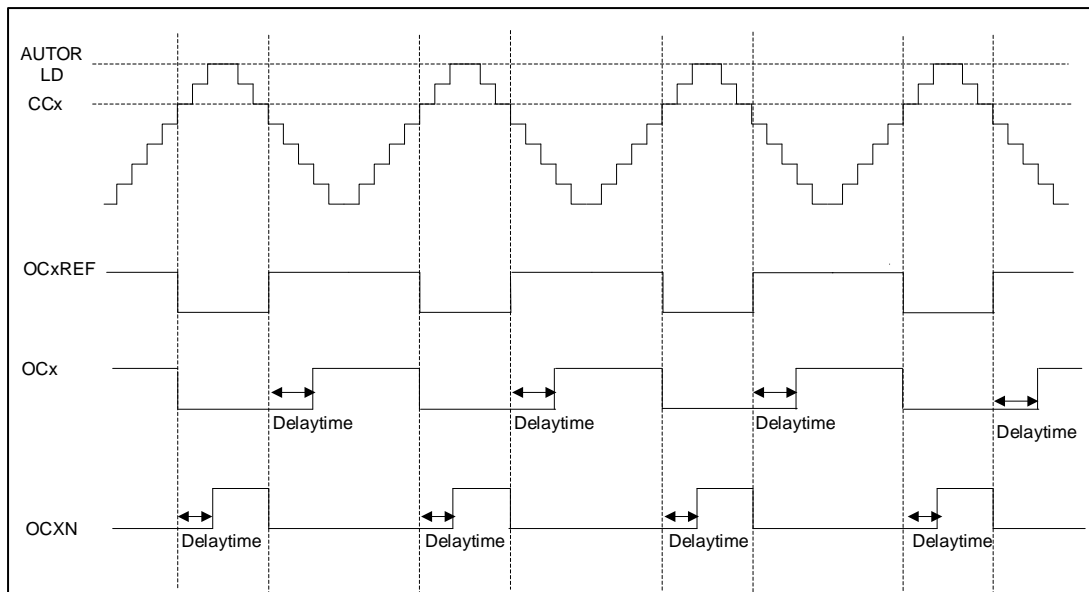 AUTOR
LD
CCx
OCxREF
OCx
Delaytime
Delaytime
Delaytime
Delaytime
OCXN
Delaytime
Delaytime
Delaytime
Delaytime